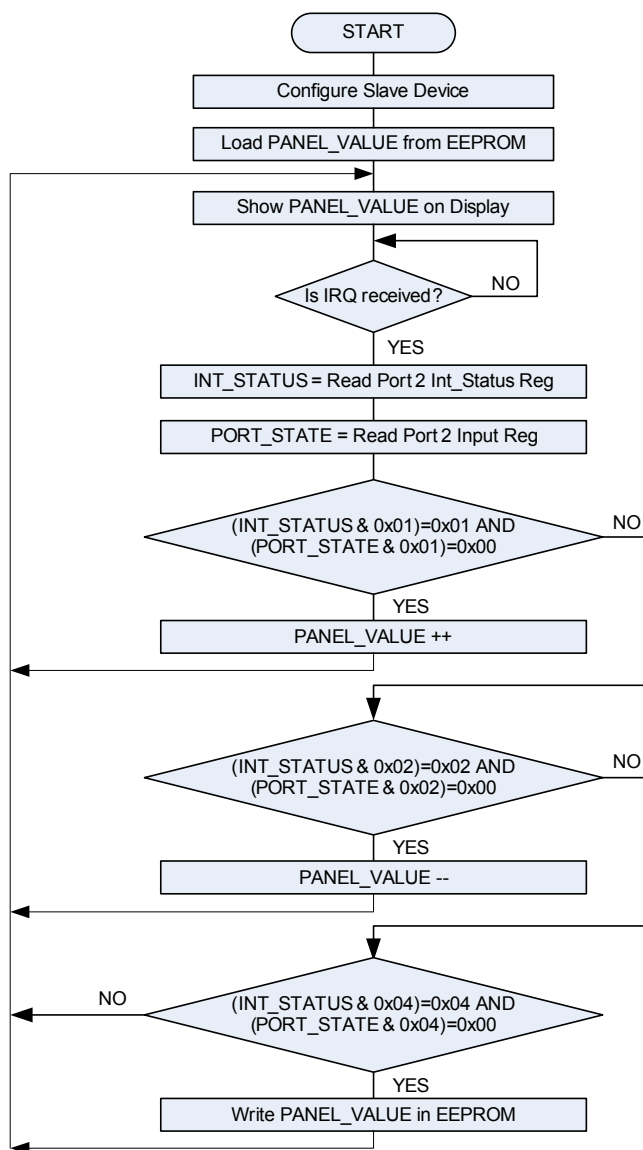 START
Configure Slave Device
Load PANEL_VALUE from EEPROM
Show PANEL_VALUE on Display
Is IRQ received?
NO
YES
INT_STATUS = Read Port 2 Int_Status Reg
PORT_STATE = Read Port 2 Input Reg
(INT_STATUS & 0x01)=0x01 AND
(PORT_STATE & 0x01)=0x00
NO
YES
PANEL_VALUE ++
(INT_STATUS & 0x02)=0x02 AND
(PORT_STATE & 0x02)=0x00
NO
YES
PANEL_VALUE --
NO
(INT_STATUS & 0x04)=0x04 AND
(PORT_STATE & 0x04)=0x00
YES
Write PANEL_VALUE in EEPROM